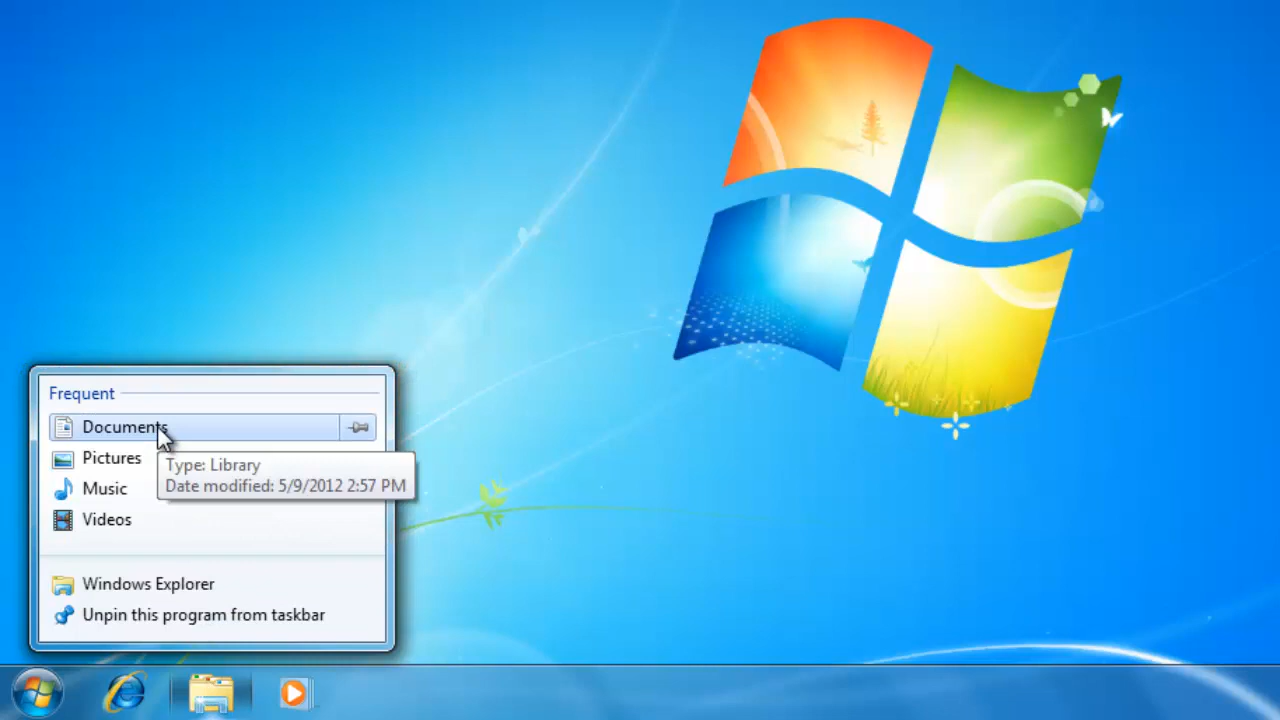 Frequent
Documents
Pictures
Type: Library
Date modified: 5/9/2012 2:57 PM
Music
Videos
Windows Explorer
Unpin this program from taskbar